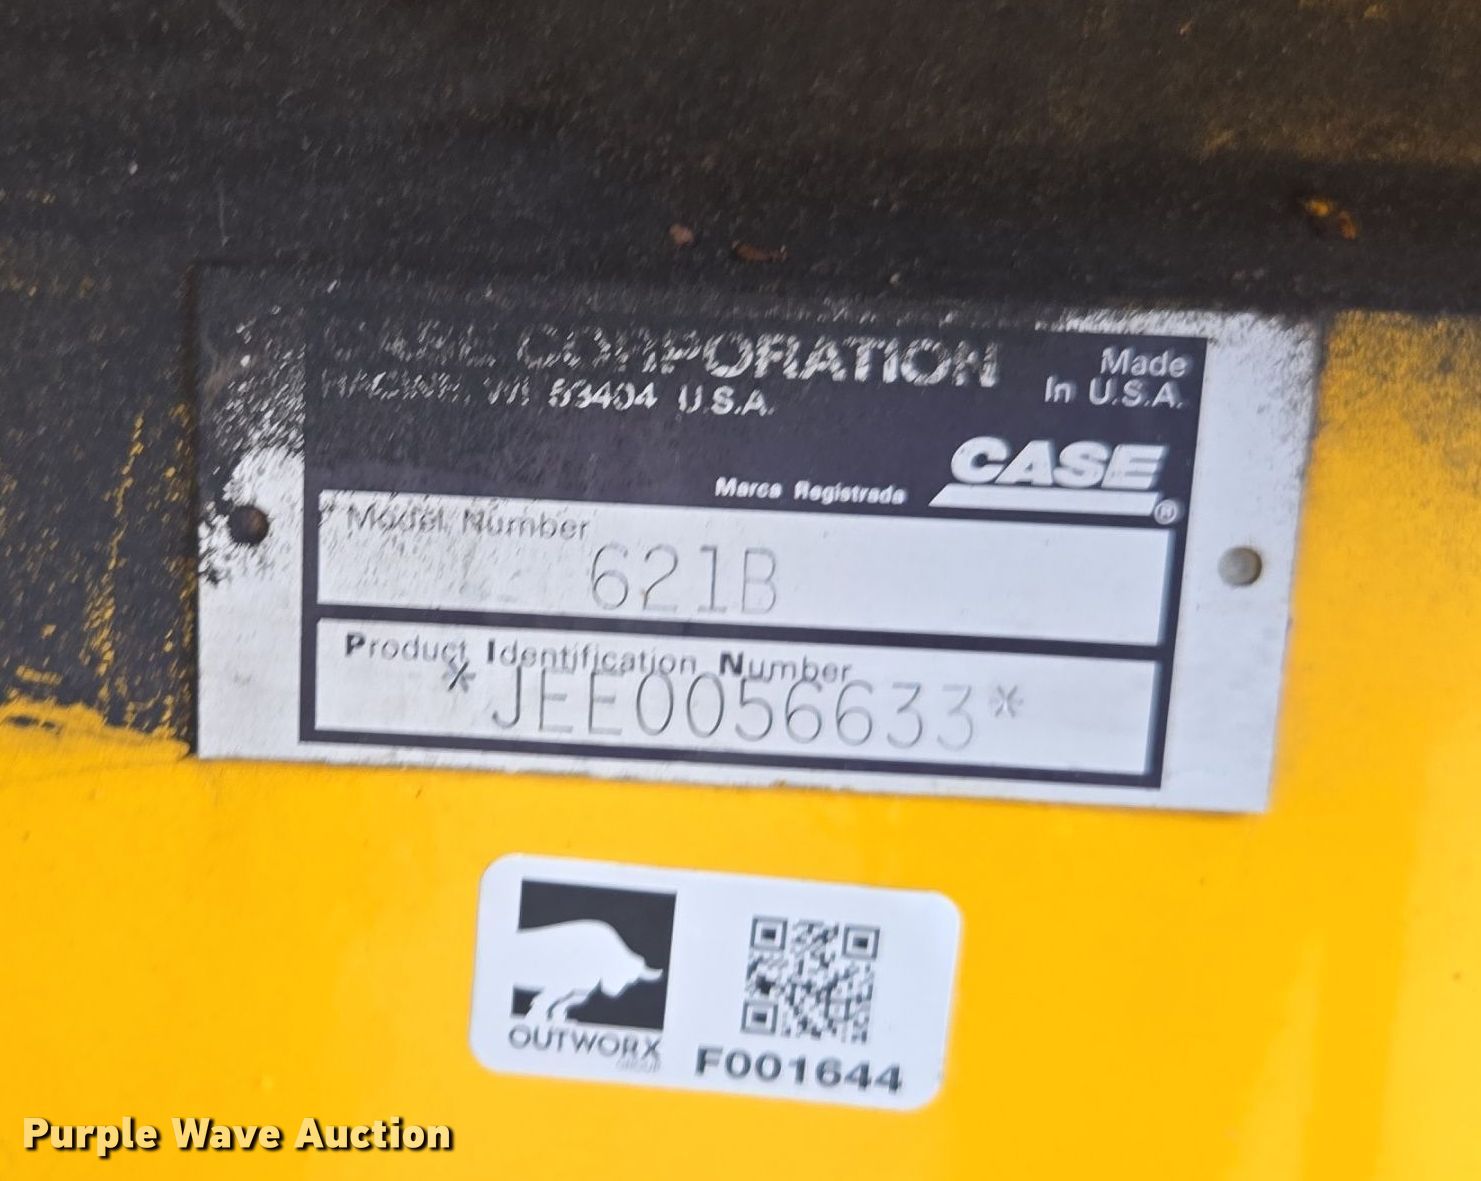 CASE CORPORATION
RACINE, WI 53404 U.S.A.
Made
In U.S.A.
CASE
Marca Registrada
®
Model Number
621B
Product Identification Number
*JEE0056633*
OUTWORX
GROUP
F001644
Purple Wave Auction